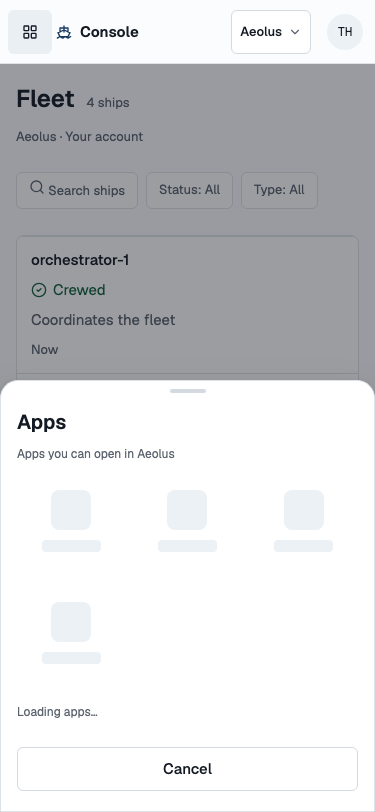 Console
Aeolus
TH
Fleet 4 ships
Aeolus · Your account
Search ships
Status: All
Type: All
orchestrator-1
Crewed
Coordinates the fleet
Now
Apps
Apps you can open in Aeolus
Loading apps...
Cancel